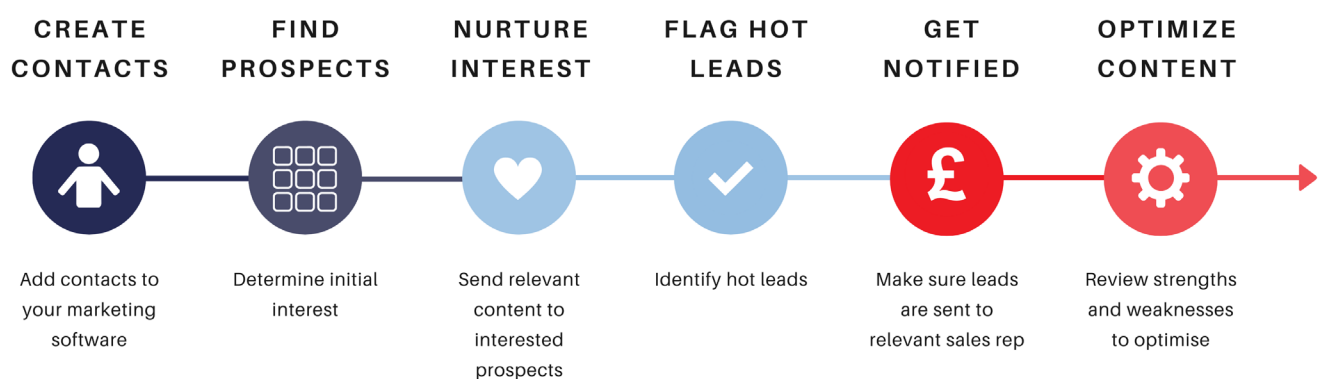 CREATE
CONTACTS
FIND
PROSPECTS
NURTURE
INTEREST
FLAG HOT
LEADS
GET
NOTIFIED
OPTIMIZE
CONTENT
£
Add contacts to
your marketing
software
Determine initial
interest
Send relevant
content to
interested
prospects
Identify hot leads
Make sure leads
are sent to
relevant sales rep
Review strengths
and weaknesses
to optimise